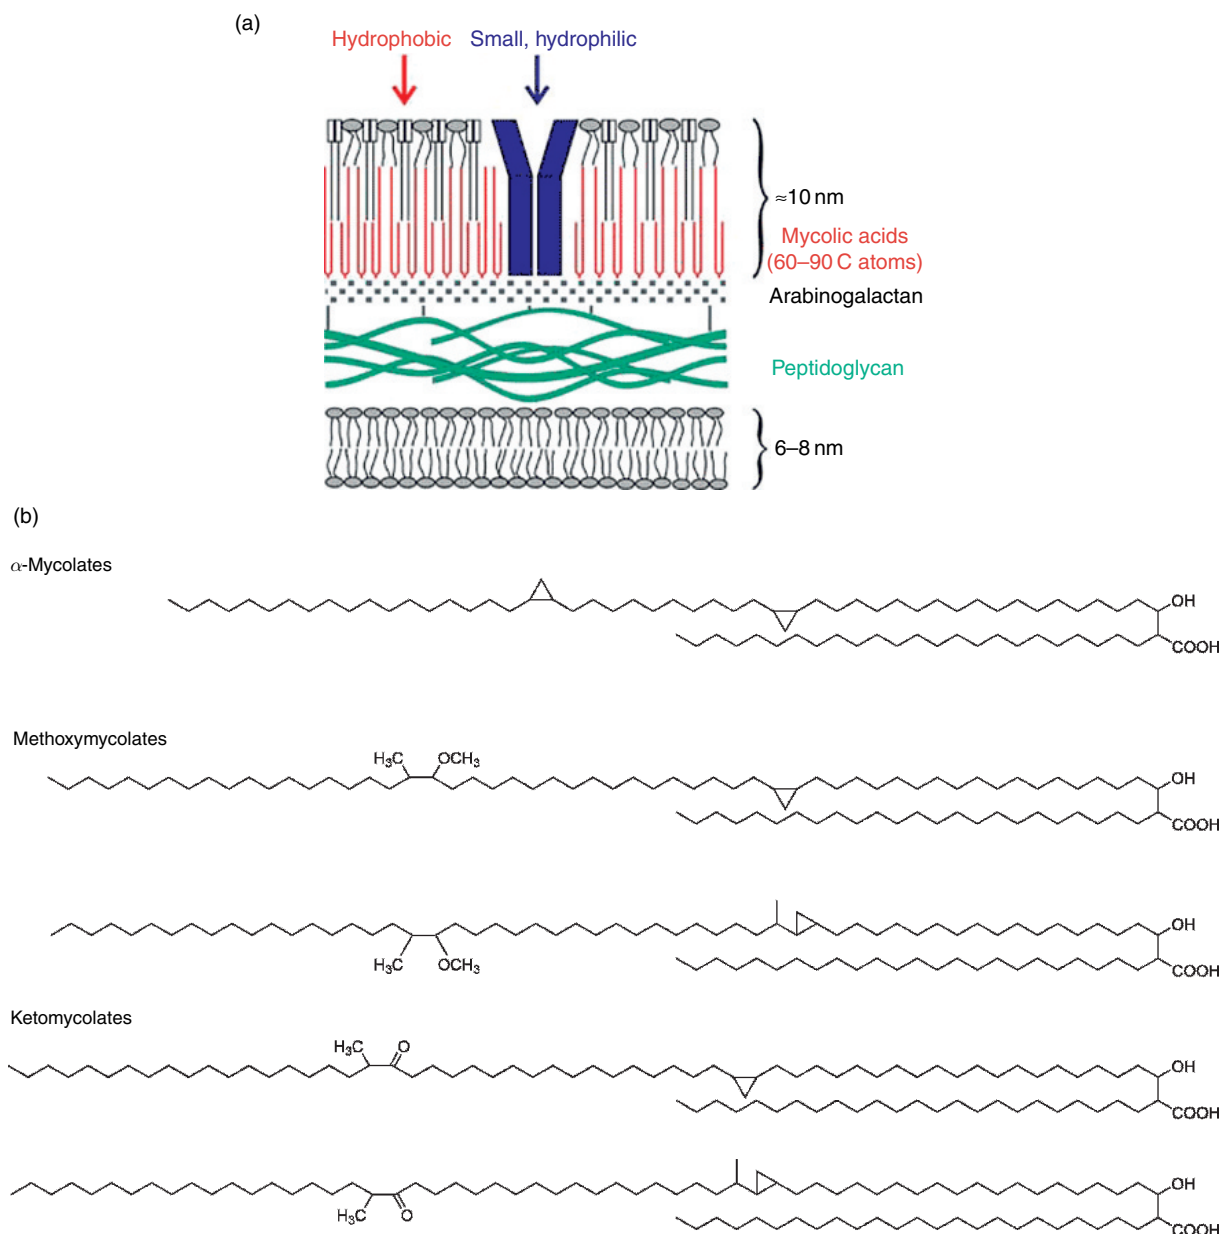 (a)
Hydrophobic Small, hydrophilic
≈10 nm
Mycolic acids
(60–90 C atoms)
Arabinogalactan
Peptidoglycan
6–8 nm
(b)
α-Mycolates
OH
COOH
Methoxymycolates
H₃C OCH₃
OH
COOH
OH
H₃C OCH₃
COOH
Ketomycolates
H₃C O
OH
COOH
OH
H₃C O
COOH